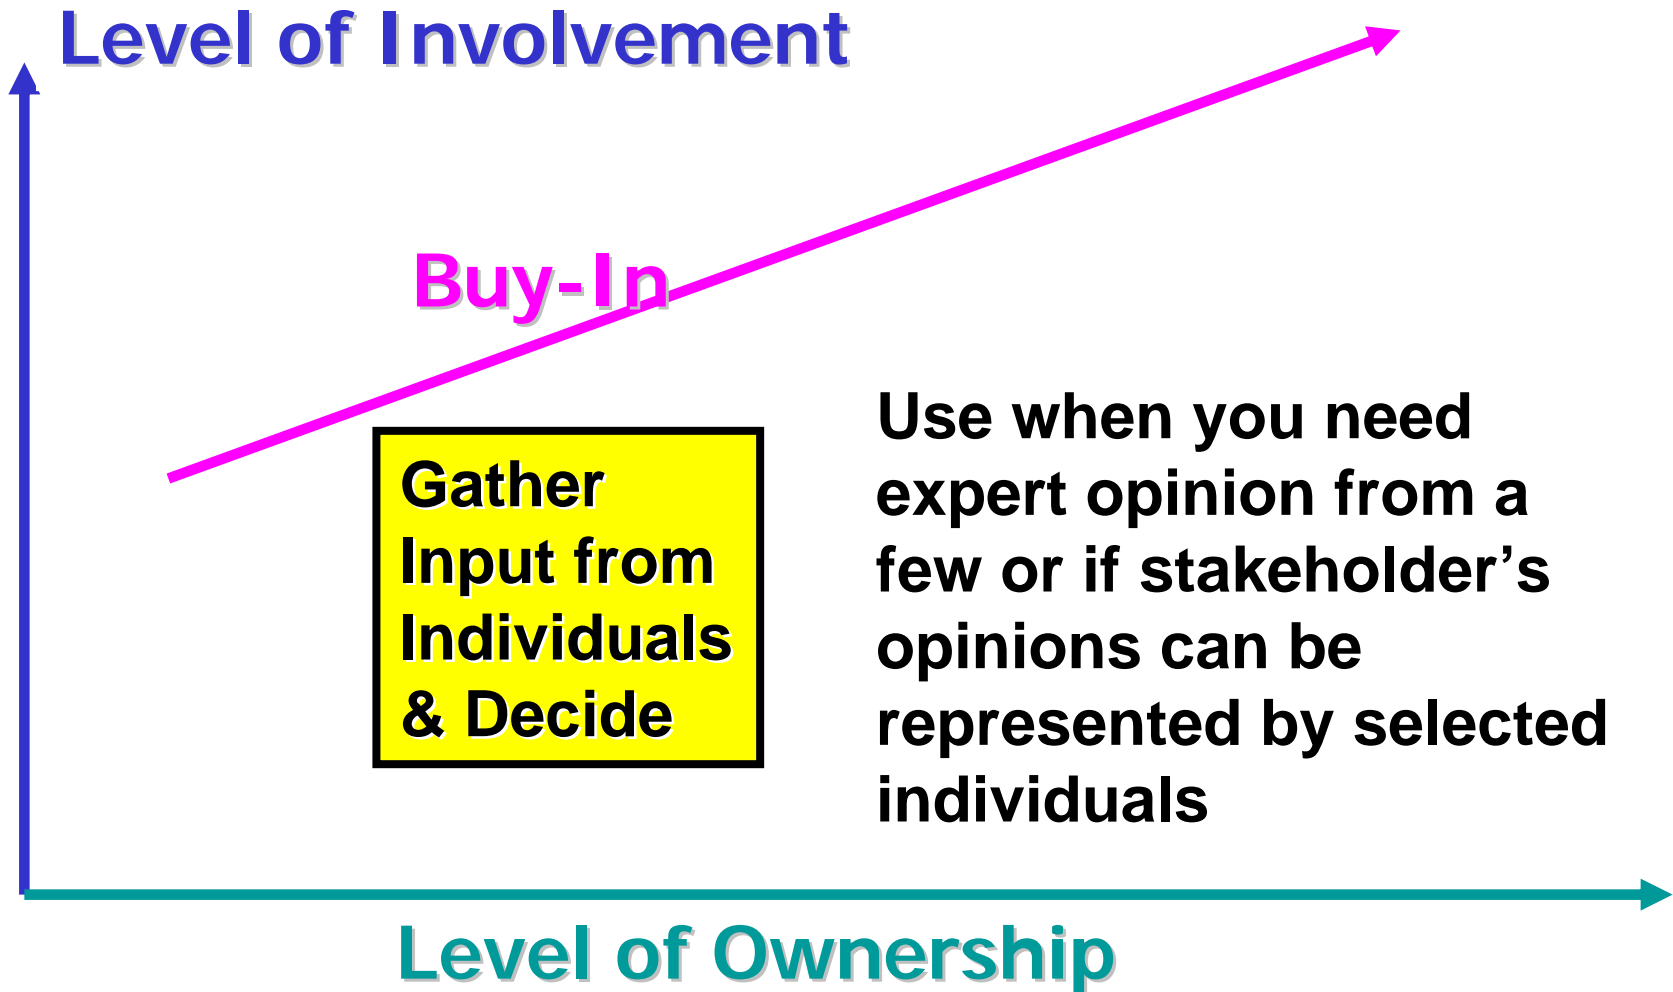 Level of Involvement
Buy-In
Gather
Input from
Individuals
& Decide
Use when you need
expert opinion from a
few or if stakeholder’s
opinions can be
represented by selected
individuals
Level of Ownership